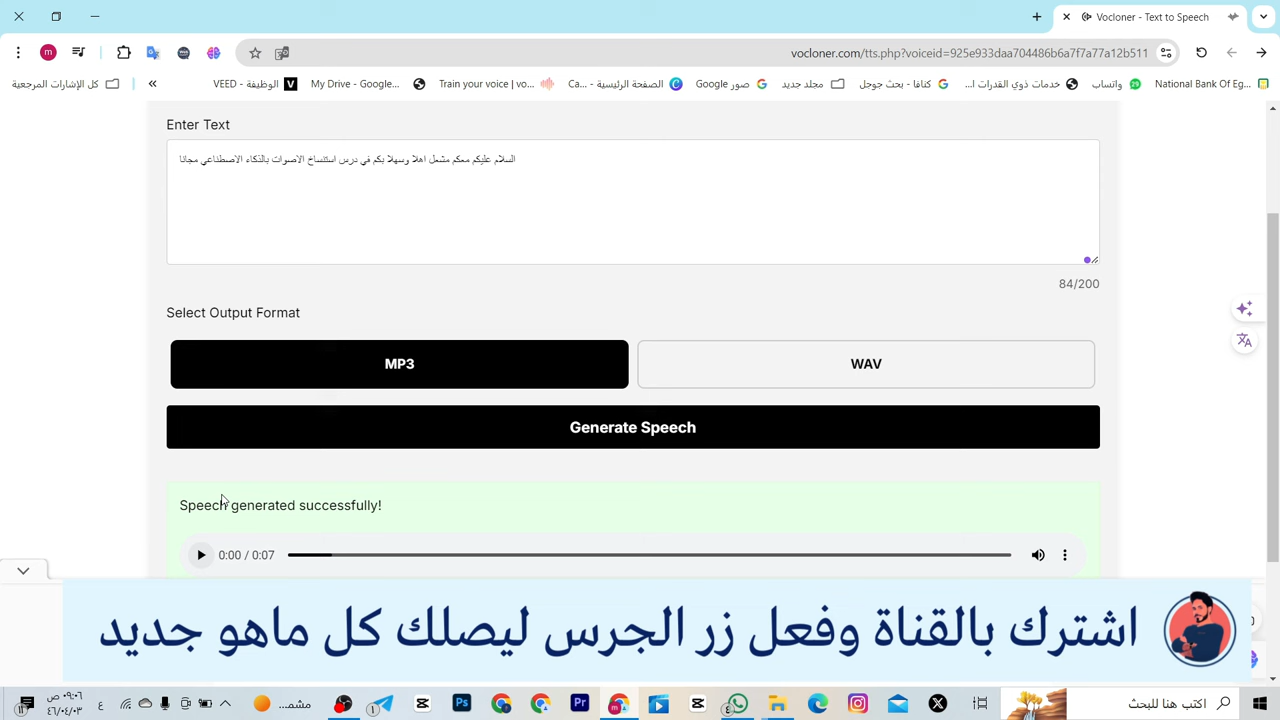 Vocloner - Text to Speech
vocloner.com/tts.php?voiceid=925e933daa704486b6a7f7a77a12b511
m
National Bank Of Eg...
واتساب
29
خدمات ذوي القدرات ا...
كنافا - بحث جوجل
مجلد جديد
صور Google
الصفحة الرئيسية - Ca...
Train your voice | vo...
My Drive - Google...
الوظيفة - VEED
كل الإشارات المرجعية
Enter Text
السلام عليكم معكم مشعل اهلا وسهلا بكم في درس استنساخ الاصوات بالذكاء الاصطناعي مجانا
84/200
Select Output Format
MP3
WAV
Generate Speech
Speech generated successfully!
0:00 / 0:07
اشترك بالقناة وفعل زر الجرس ليصلك كل ماهو جديد
اكتب هنا للبحث
مشمـ...